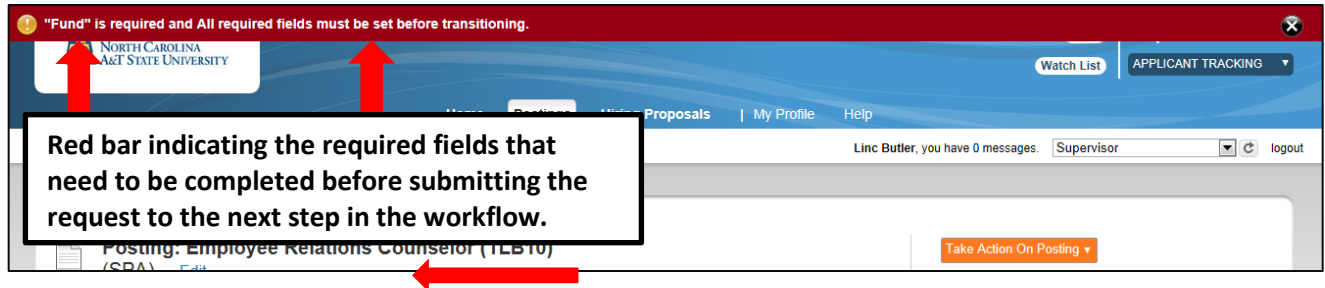 "Fund" is required and All required fields must be set before transitioning.
NORTH CAROLINA
A&T STATE UNIVERSITY
Watch List
APPLICANT TRACKING
Home Postings Hiring Proposals | My Profile Help
Red bar indicating the required fields that
need to be completed before submitting the
request to the next step in the workflow.
Linc Butler, you have 0 messages. Supervisor logout
Posting: Employee Relations Counselor (TLB10)
(SPA) Edit
Take Action On Posting